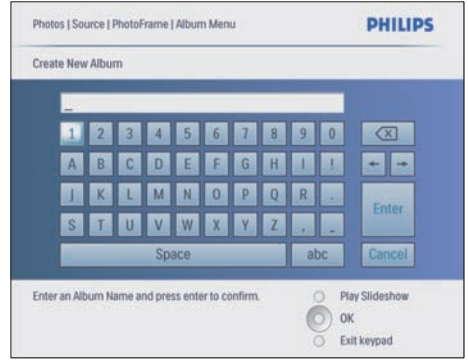 Photos | Source | PhotoFrame | Album Menu PHILIPS
Create New Album
_
1 2 3 4 5 6 7 8 9 0
A B C D E F G H I !
J K L M N O P Q R .
Enter
S T U V W X Y Z , _
Space abc Cancel
Enter an Album Name and press enter to confirm. Play Slideshow
OK
Exit keypad